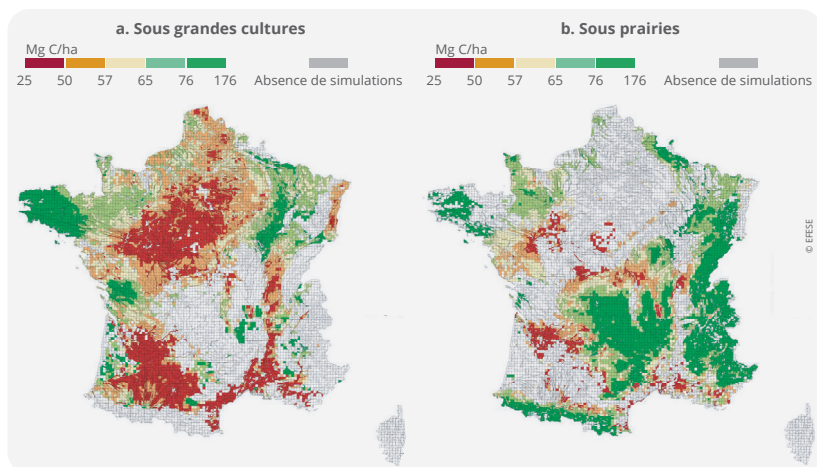 a. Sous grandes cultures
Mg C/ha
25 50 57 65 76 176 Absence de simulations
b. Sous prairies
Mg C/ha
25 50 57 65 76 176 Absence de simulations
© EFESE